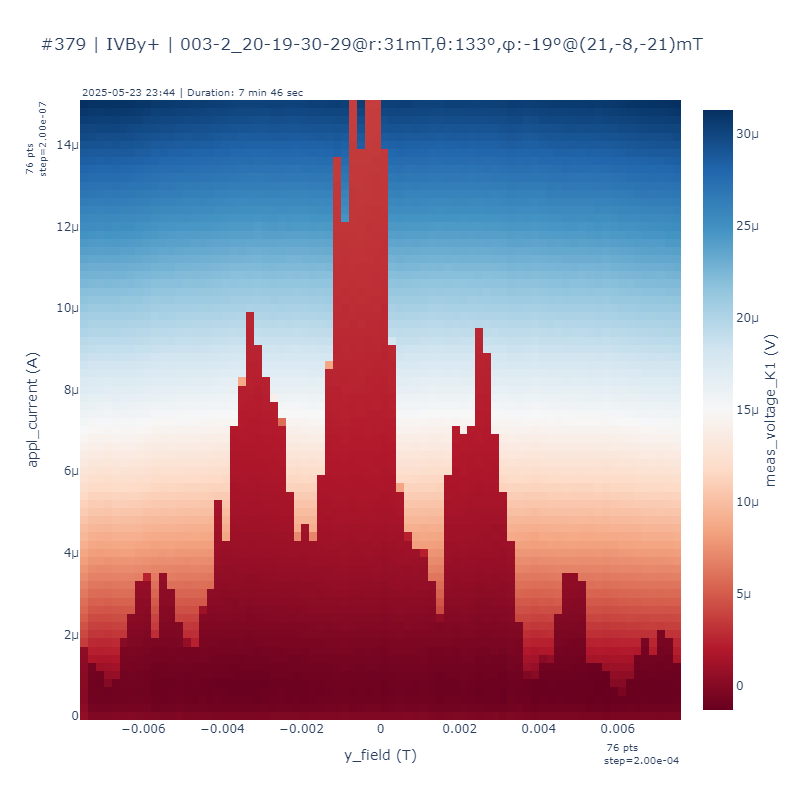 #379 | IVBy+ | 003-2_20-19-30-29@r:31mT,θ:133°,φ:-19°@(21,-8,-21)mT
2025-05-23 23:44 | Duration: 7 min 46 sec
76 pts
step=2.00e-07
14μ
12μ
10μ
8μ
6μ
4μ
2μ
0
appl_current (A)
−0.006
−0.004
−0.002
0
0.002
0.004
0.006
y_field (T)
76 pts
step=2.00e-04
30μ
25μ
20μ
15μ
10μ
5μ
0
meas_voltage_K1 (V)